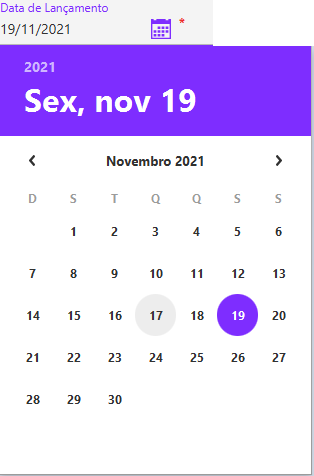 Data de Lançamento
19/11/2021 *
2021
Sex, nov 19
Novembro 2021
D S T Q Q S S
1 2 3 4 5 6
7 8 9 10 11 12 13
14 15 16 17 18 19 20
21 22 23 24 25 26 27
28 29 30